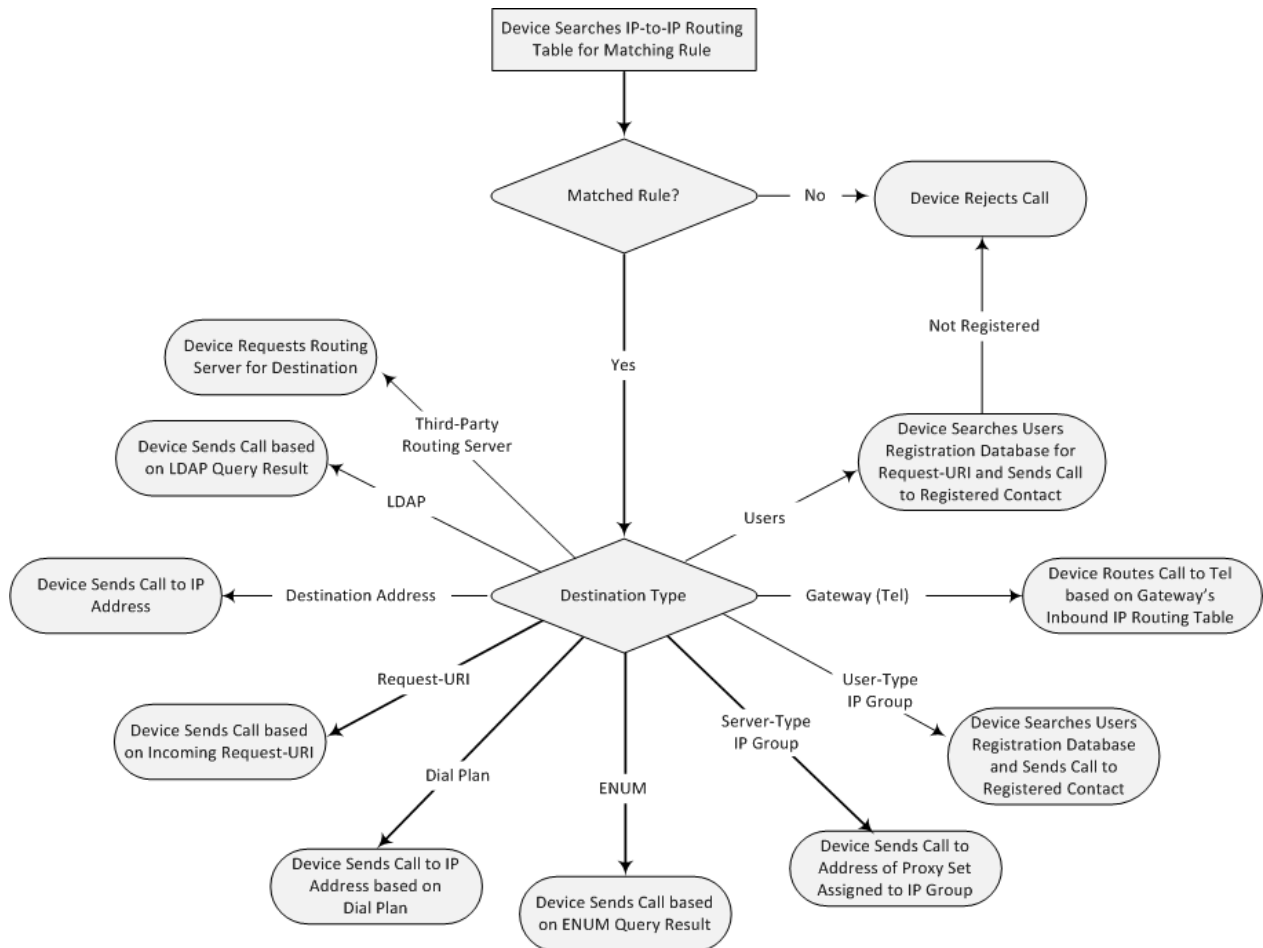 Device Searches IP-to-IP Routing
Table for Matching Rule
Matched Rule?
No
Device Rejects Call
Not Registered
Yes
Device Requests Routing
Server for Destination
Third-Party
Routing Server
Device Sends Call based
on LDAP Query Result
LDAP
Device Searches Users
Registration Database for
Request-URI and Sends Call
to Registered Contact
Users
Device Sends Call to IP
Address
Destination Address
Destination Type
Gateway (Tel)
Device Routes Call to Tel
based on Gateway's
Inbound IP Routing Table
Request-URI
Device Sends Call based
on Incoming Request-URI
User-Type
IP Group
Device Searches Users
Registration Database
and Sends Call to
Registered Contact
Server-Type
IP Group
Dial Plan
ENUM
Device Sends Call to IP
Address based on
Dial Plan
Device Sends Call based
on ENUM Query Result
Device Sends Call to
Address of Proxy Set
Assigned to IP Group